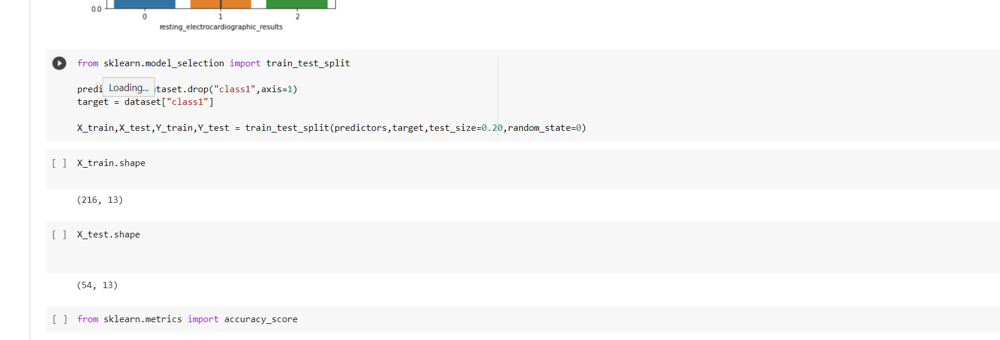 0.0
0 1 2
resting_electrocardiographic_results
from sklearn.model_selection import train_test_split
predi Loading... taset.drop("class1",axis=1)
target = dataset["class1"]
X_train,X_test,Y_train,Y_test = train_test_split(predictors,target,test_size=0.20,random_state=0)
[ ] X_train.shape
(216, 13)
[ ] X_test.shape
(54, 13)
[ ] from sklearn.metrics import accuracy_score